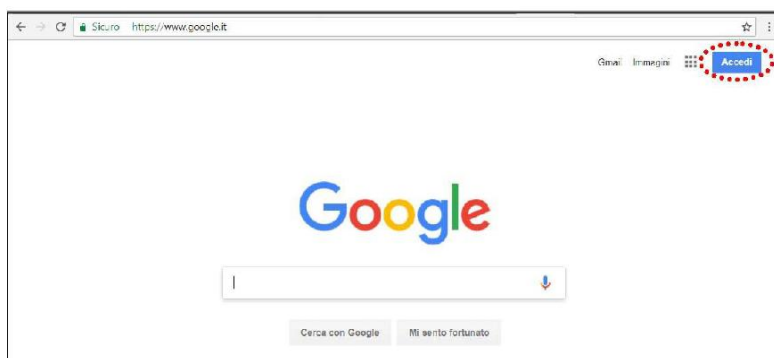 Sicuro https://www.google.it
Gmail Immagini Accedi
Google
Cerca con Google Mi sento fortunato